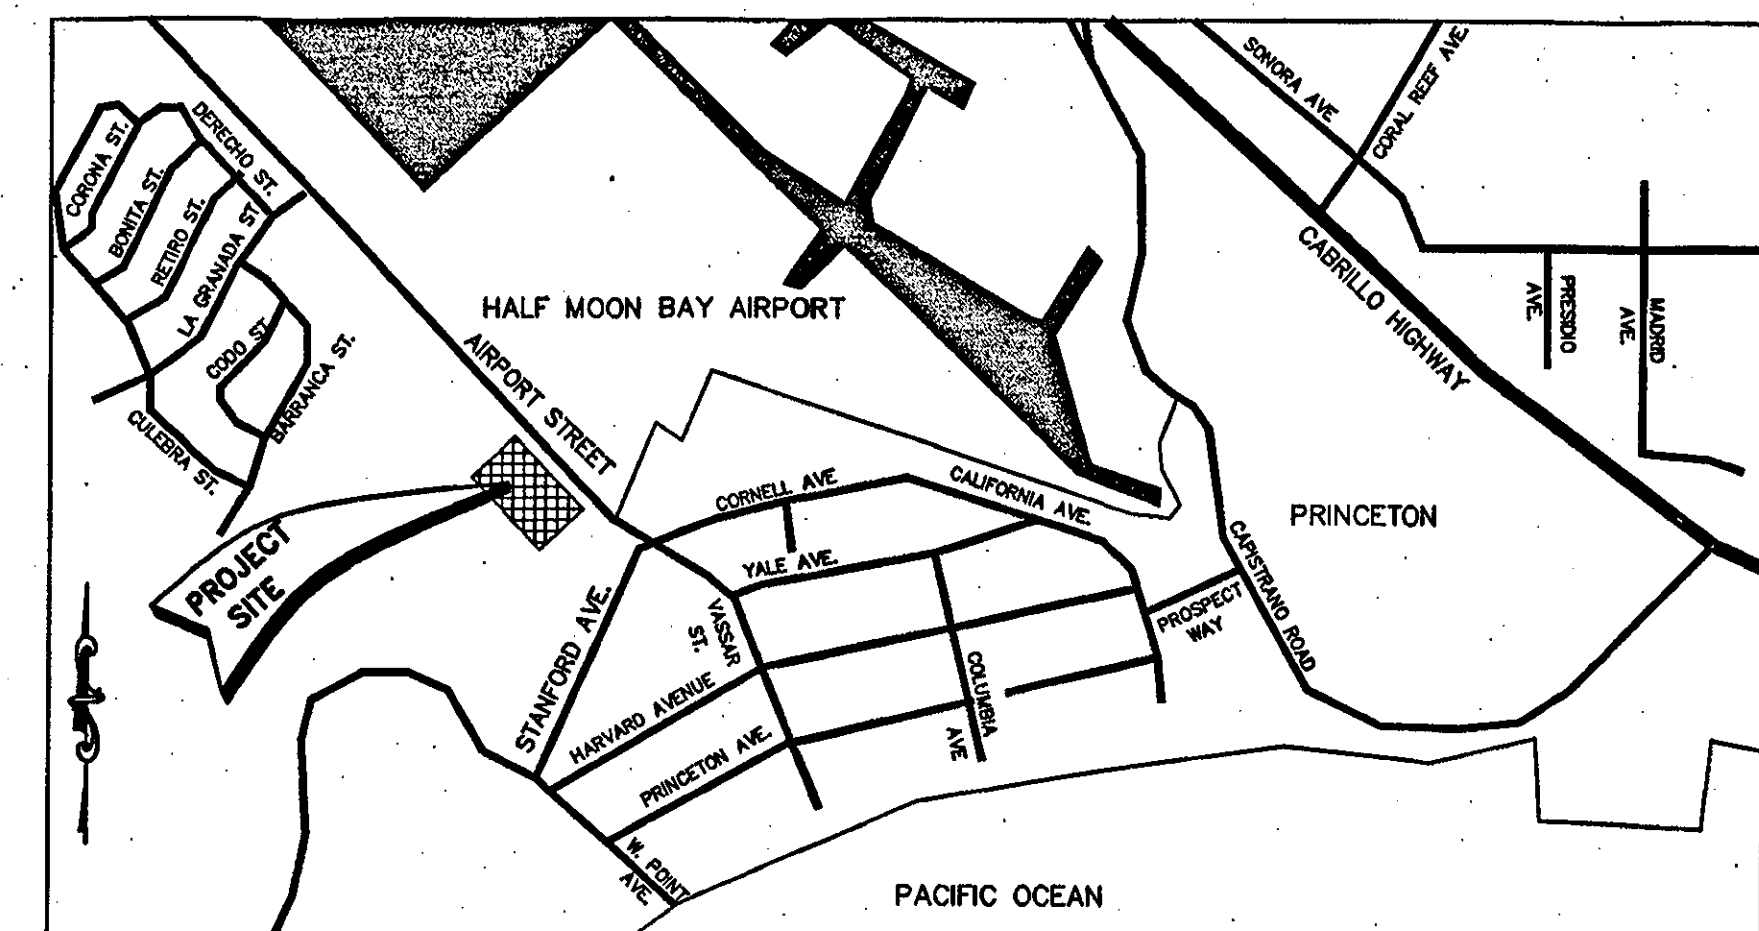 SONORA AVE
CORAL REEF AVE.
DERECHO ST.
CORONA ST.
BONITA ST.
RETIRO ST.
LA GRANADA ST.
CODO ST.
BARRANCA ST.
CULEBRA ST.
HALF MOON BAY AIRPORT
AIRPORT STREET
CABRILLO HIGHWAY
PRESIDIO
AVE.
MADRID
AVE.
CORNELL AVE
CALIFORNIA AVE.
YALE AVE.
PRINCETON
PROJECT
SITE
STANFORD AVE.
VASSAR
ST.
HARVARD AVENUE
PRINCETON AVE.
COLUMBIA
AVE
PROSPECT
WAY
CAPISTRANO ROAD
W. POINT
AVE
PACIFIC OCEAN